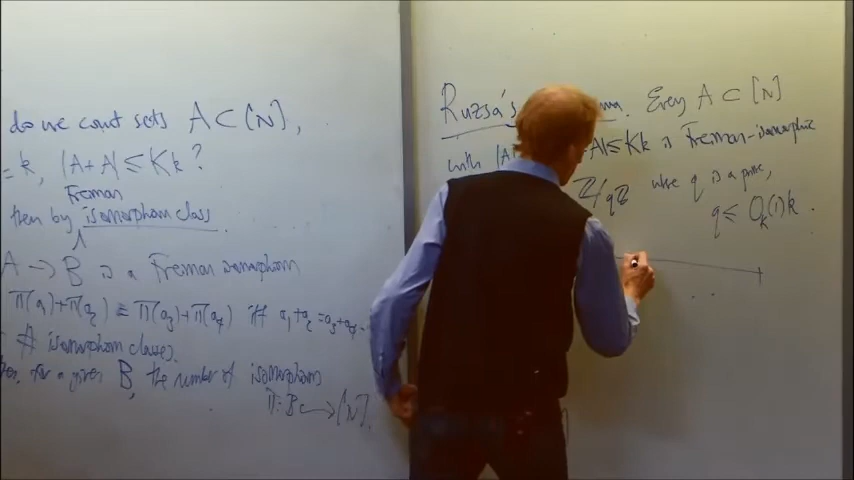 do we count sets A ⊂ [N],
= k, |A+A| ≤ Kk?
Freiman
then by isomorphism class
A → B is a Freiman isomorphism
π(a₁)+π(a₂) = π(a₃)+π(a₄) iff a₁+a₂ = a₃+a₄
# isomorphism classes.
for a given B, the number of isomorphism
π: B ↪ [N].
Ruzsa's Every A ⊂ [N]
with |A| ≤ Kk is Freiman-isomorphic
ℤ/qℤ where q is a prime,
q ≤ O_K(1)k.